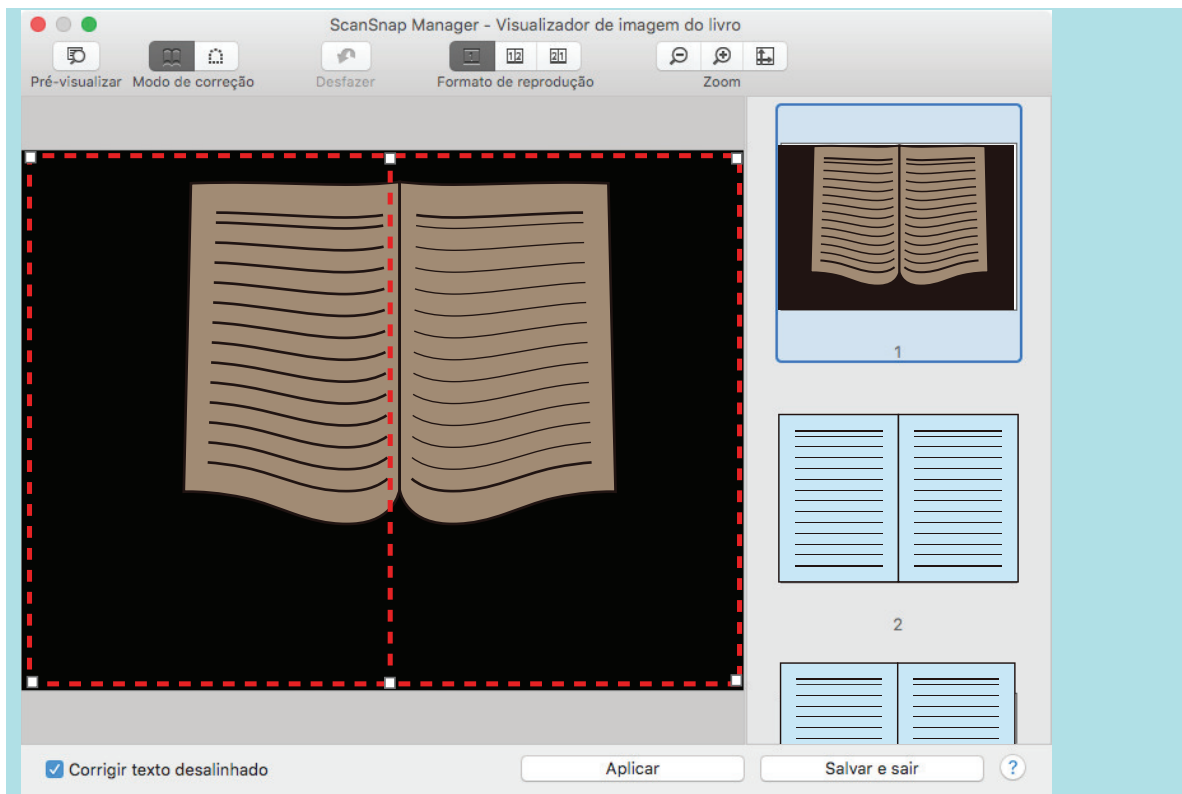 ScanSnap Manager - Visualizador de imagem do livro
Pré-visualizar Modo de correção Desfazer Formato de reprodução Zoom
1
2
Corrigir texto desalinhado Aplicar Salvar e sair ?